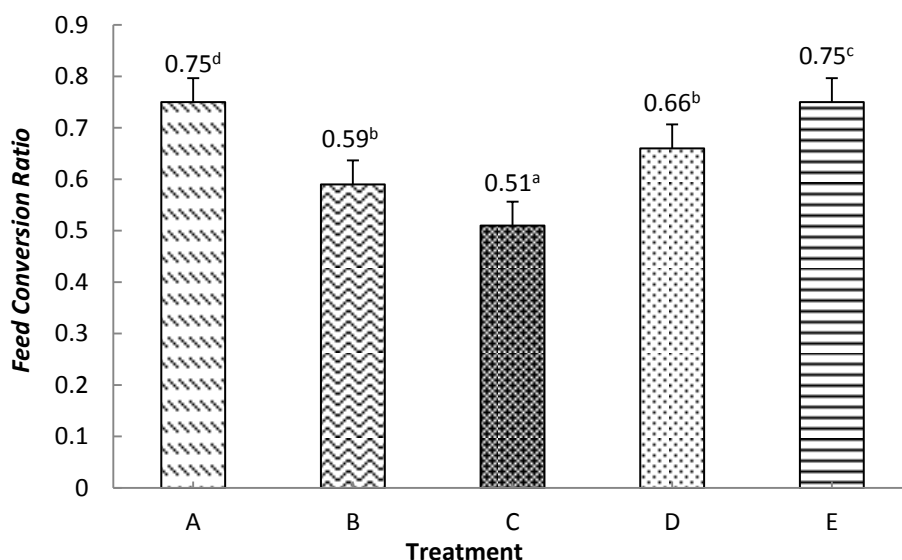 0.9
0.8
0.7
0.6
0.5
0.4
0.3
0.2
0.1
0
Feed Conversion Ratio
0.75ᵈ
0.59ᵇ
0.51ᵃ
0.66ᵇ
0.75ᶜ
A B C D E
Treatment